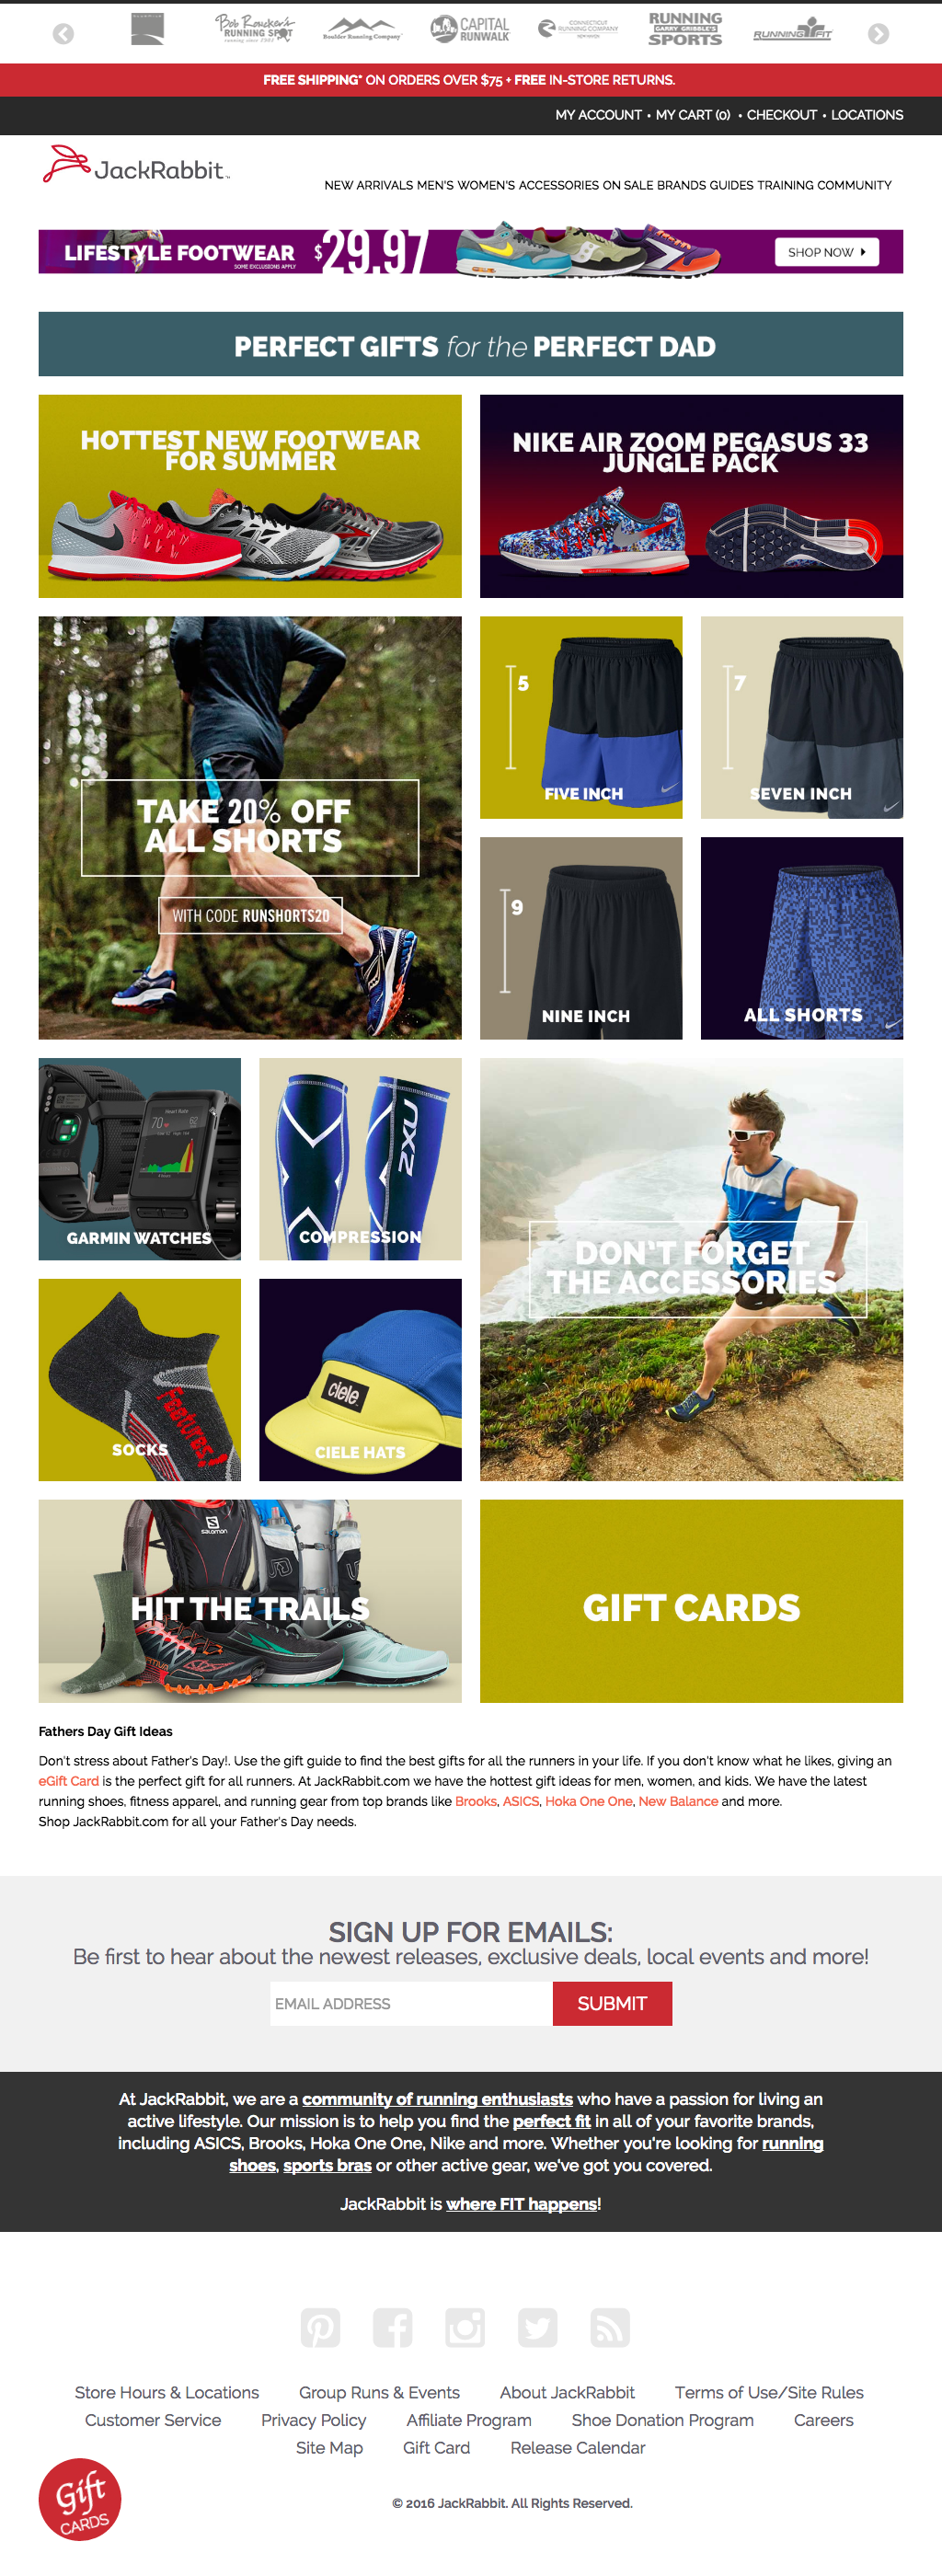 Bob Roncker's
RUNNING SPOT
running since 1981
Boulder Running Company
CAPITAL
RUNWALK
CONNECTICUT
RUNNING COMPANY
RUNNING
GARRY GRIBBLE'S
SPORTS
RUNNING FIT
FREE SHIPPING* ON ORDERS OVER $75 + FREE IN-STORE RETURNS.
MY ACCOUNT • MY CART (0) • CHECKOUT • LOCATIONS
JackRabbit™
NEW ARRIVALS MEN'S WOMEN'S ACCESSORIES ON SALE BRANDS GUIDES TRAINING COMMUNITY
LIFESTYLE FOOTWEAR $29.97
SOME EXCLUSIONS APPLY
SHOP NOW
PERFECT GIFTS for the PERFECT DAD
HOTTEST NEW FOOTWEAR
FOR SUMMER
NIKE AIR ZOOM PEGASUS 33
JUNGLE PACK
TAKE 20% OFF
ALL SHORTS
WITH CODE RUNSHORTS20
5
FIVE INCH
7
SEVEN INCH
9
NINE INCH
ALL SHORTS
Heart Rate
70
GARMIN WATCHES
2XU
COMPRESSION
DON'T FORGET
THE ACCESSORIES
features!
SOCKS
ciele
CIELE HATS
salomon
UD
HIT THE TRAILS
GIFT CARDS
Fathers Day Gift Ideas
Don't stress about Father's Day!. Use the gift guide to find the best gifts for all the runners in your life. If you don't know what he likes, giving an
eGift Card is the perfect gift for all runners. At JackRabbit.com we have the hottest gift ideas for men, women, and kids. We have the latest
running shoes, fitness apparel, and running gear from top brands like Brooks, ASICS, Hoka One One, New Balance and more.
Shop JackRabbit.com for all your Father's Day needs.
SIGN UP FOR EMAILS:
Be first to hear about the newest releases, exclusive deals, local events and more!
EMAIL ADDRESS
SUBMIT
At JackRabbit, we are a community of running enthusiasts who have a passion for living an
active lifestyle. Our mission is to help you find the perfect fit in all of your favorite brands,
including ASICS, Brooks, Hoka One One, Nike and more. Whether you're looking for running
shoes, sports bras or other active gear, we've got you covered.
JackRabbit is where FIT happens!
Store Hours & Locations Group Runs & Events About JackRabbit Terms of Use/Site Rules
Customer Service Privacy Policy Affiliate Program Shoe Donation Program Careers
Site Map Gift Card Release Calendar
Gift
CARDS
© 2016 JackRabbit. All Rights Reserved.